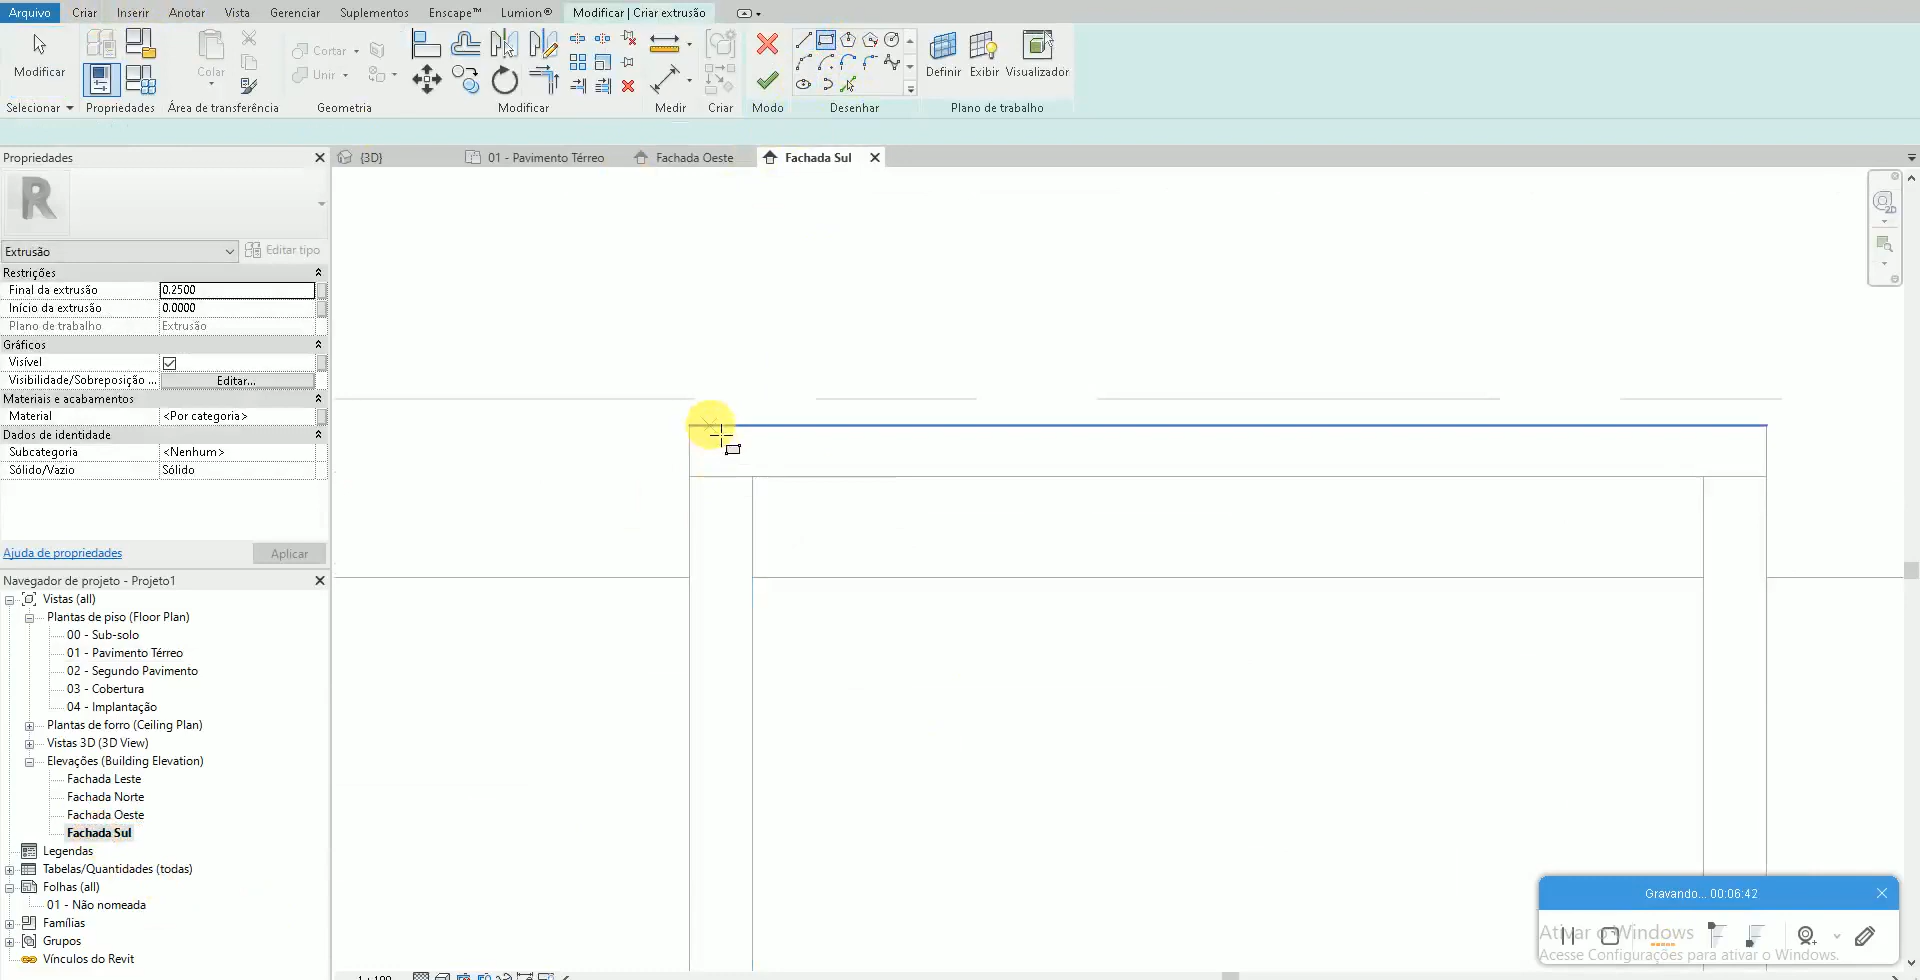 Arquivo Criar Inserir Anotar Vista Gerenciar Suplementos Enscape™ Lumion® Modificar | Criar extrusão
Modificar Colar Cortar Unir Definir Exibir Visualizador
Selecionar Propriedades Área de transferência Geometria Modificar Medir Criar Modo Desenhar Plano de trabalho
Propriedades
{3D} 01 - Pavimento Térreo Fachada Oeste Fachada Sul
R
2D
Extrusão Editar tipo
Restrições
Final da extrusão 0.2500
Início da extrusão 0.0000
Plano de trabalho Extrusão
Gráficos
Visível
Visibilidade/Sobreposição ... Editar...
Materiais e acabamentos
Material <Por categoria>
Dados de identidade
Subcategoria <Nenhum>
Sólido/Vazio Sólido
Ajuda de propriedades Aplicar
Navegador de projeto - Projeto1
Vistas (all)
Plantas de piso (Floor Plan)
00 - Sub-solo
01 - Pavimento Térreo
02 - Segundo Pavimento
03 - Cobertura
04 - Implantação
Plantas de forro (Ceiling Plan)
Vistas 3D (3D View)
Elevações (Building Elevation)
Fachada Leste
Fachada Norte
Fachada Oeste
Fachada Sul
Legendas
Tabelas/Quantidades (todas)
Folhas (all)
01 - Não nomeada
Famílias
Grupos
Vínculos do Revit
Gravando... 00:06:42
Ativar o Windows
Acesse Configurações para ativar o Windows.